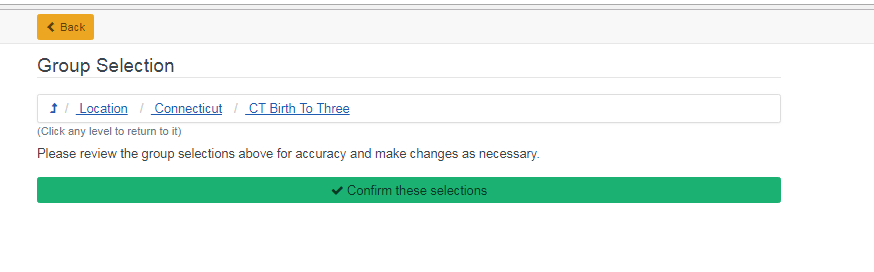 Back
Group Selection
/ Location / Connecticut / CT Birth To Three
(Click any level to return to it)
Please review the group selections above for accuracy and make changes as necessary.
Confirm these selections